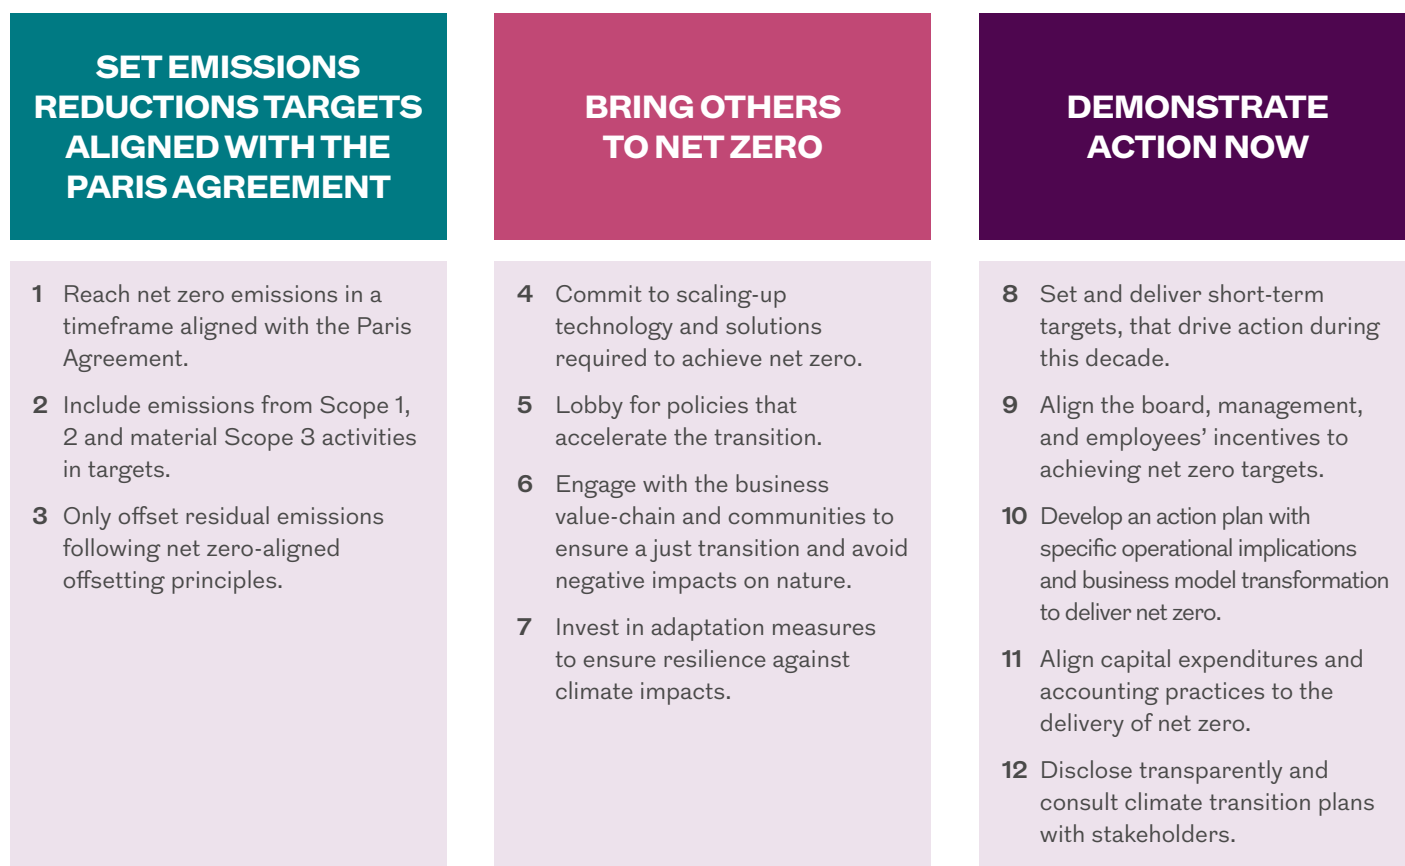 SET EMISSIONS
REDUCTIONS TARGETS
ALIGNED WITH THE
PARIS AGREEMENT
1 Reach net zero emissions in a
timeframe aligned with the Paris
Agreement.
2 Include emissions from Scope 1,
2 and material Scope 3 activities
in targets.
3 Only offset residual emissions
following net zero-aligned
offsetting principles.
BRING OTHERS
TO NET ZERO
4 Commit to scaling-up
technology and solutions
required to achieve net zero.
5 Lobby for policies that
accelerate the transition.
6 Engage with the business
value-chain and communities to
ensure a just transition and avoid
negative impacts on nature.
7 Invest in adaptation measures
to ensure resilience against
climate impacts.
DEMONSTRATE
ACTION NOW
8 Set and deliver short-term
targets, that drive action during
this decade.
9 Align the board, management,
and employees’ incentives to
achieving net zero targets.
10 Develop an action plan with
specific operational implications
and business model transformation
to deliver net zero.
11 Align capital expenditures and
accounting practices to the
delivery of net zero.
12 Disclose transparently and
consult climate transition plans
with stakeholders.